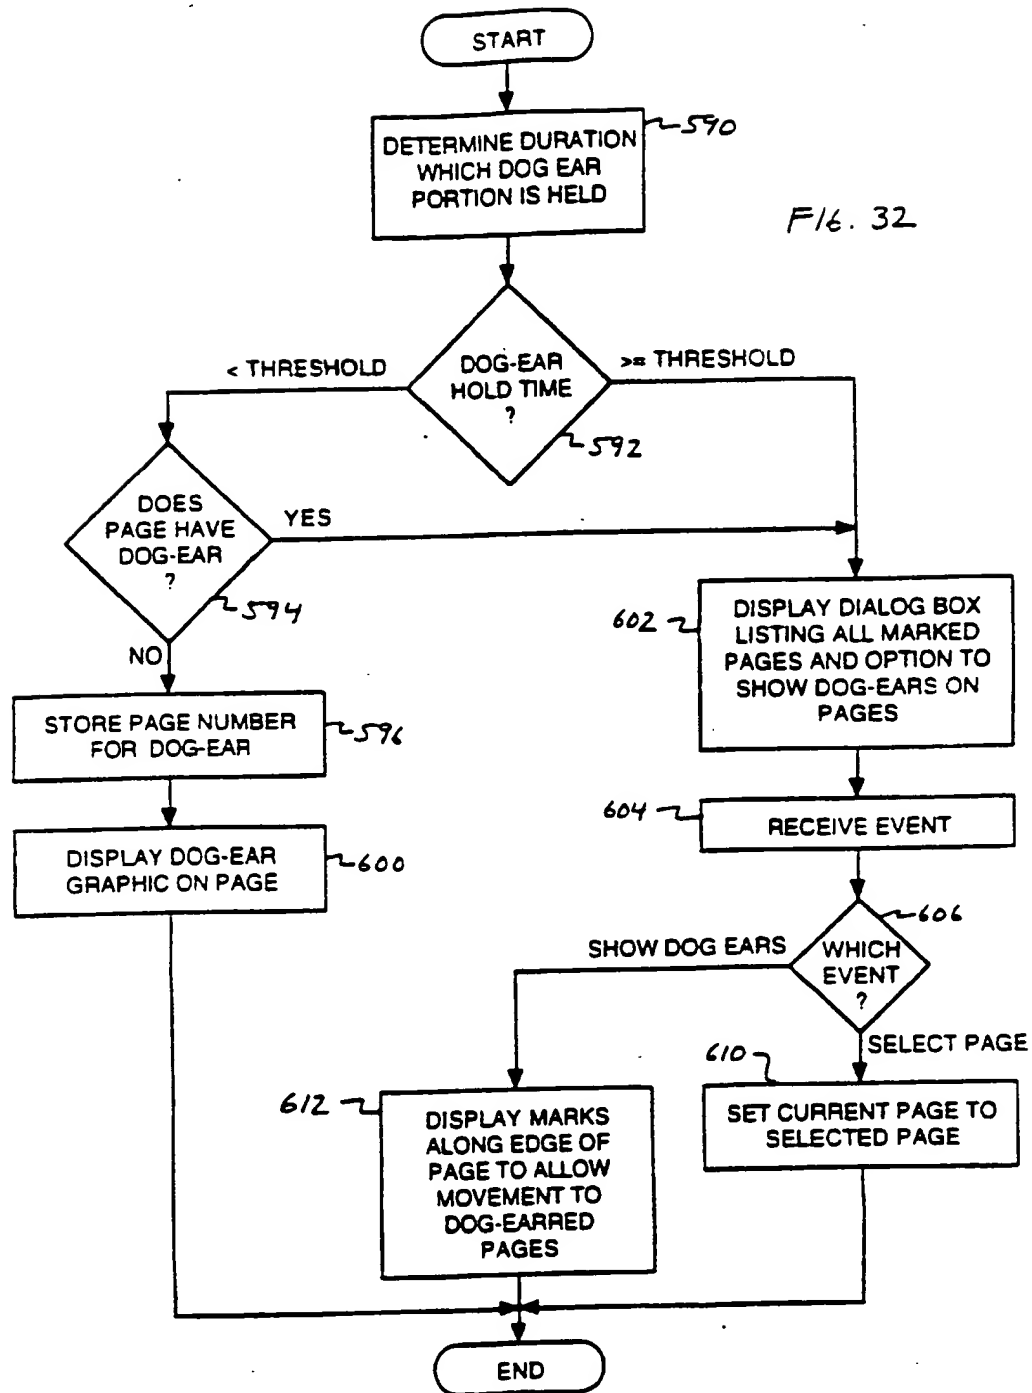 START
DETERMINE DURATION
WHICH DOG EAR
PORTION IS HELD
590
FIG. 32
DOG-EAR
HOLD TIME
?
592
< THRESHOLD
>= THRESHOLD
DOES
PAGE HAVE
DOG-EAR
?
594
YES
NO
STORE PAGE NUMBER
FOR DOG-EAR
596
DISPLAY DOG-EAR
GRAPHIC ON PAGE
600
602
DISPLAY DIALOG BOX
LISTING ALL MARKED
PAGES AND OPTION TO
SHOW DOG-EARS ON
PAGES
604
RECEIVE EVENT
606
WHICH
EVENT
?
SHOW DOG EARS
SELECT PAGE
610
SET CURRENT PAGE TO
SELECTED PAGE
612
DISPLAY MARKS
ALONG EDGE OF
PAGE TO ALLOW
MOVEMENT TO
DOG-EARRED
PAGES
END